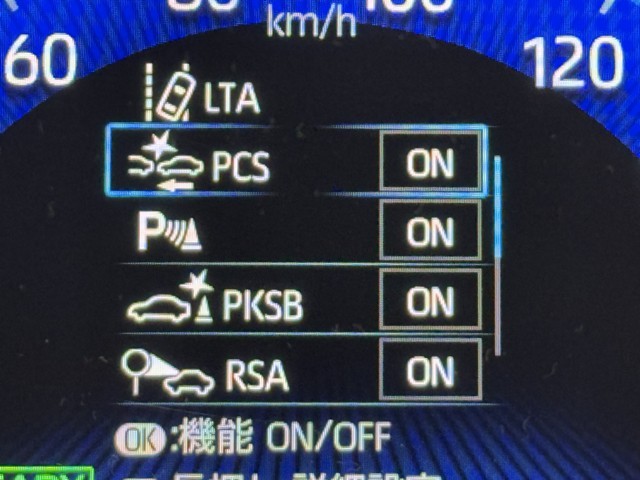 km/h
60
120
LTA
PCS ON
P ON
PKSB ON
RSA ON
OK:機能 ON/OFF